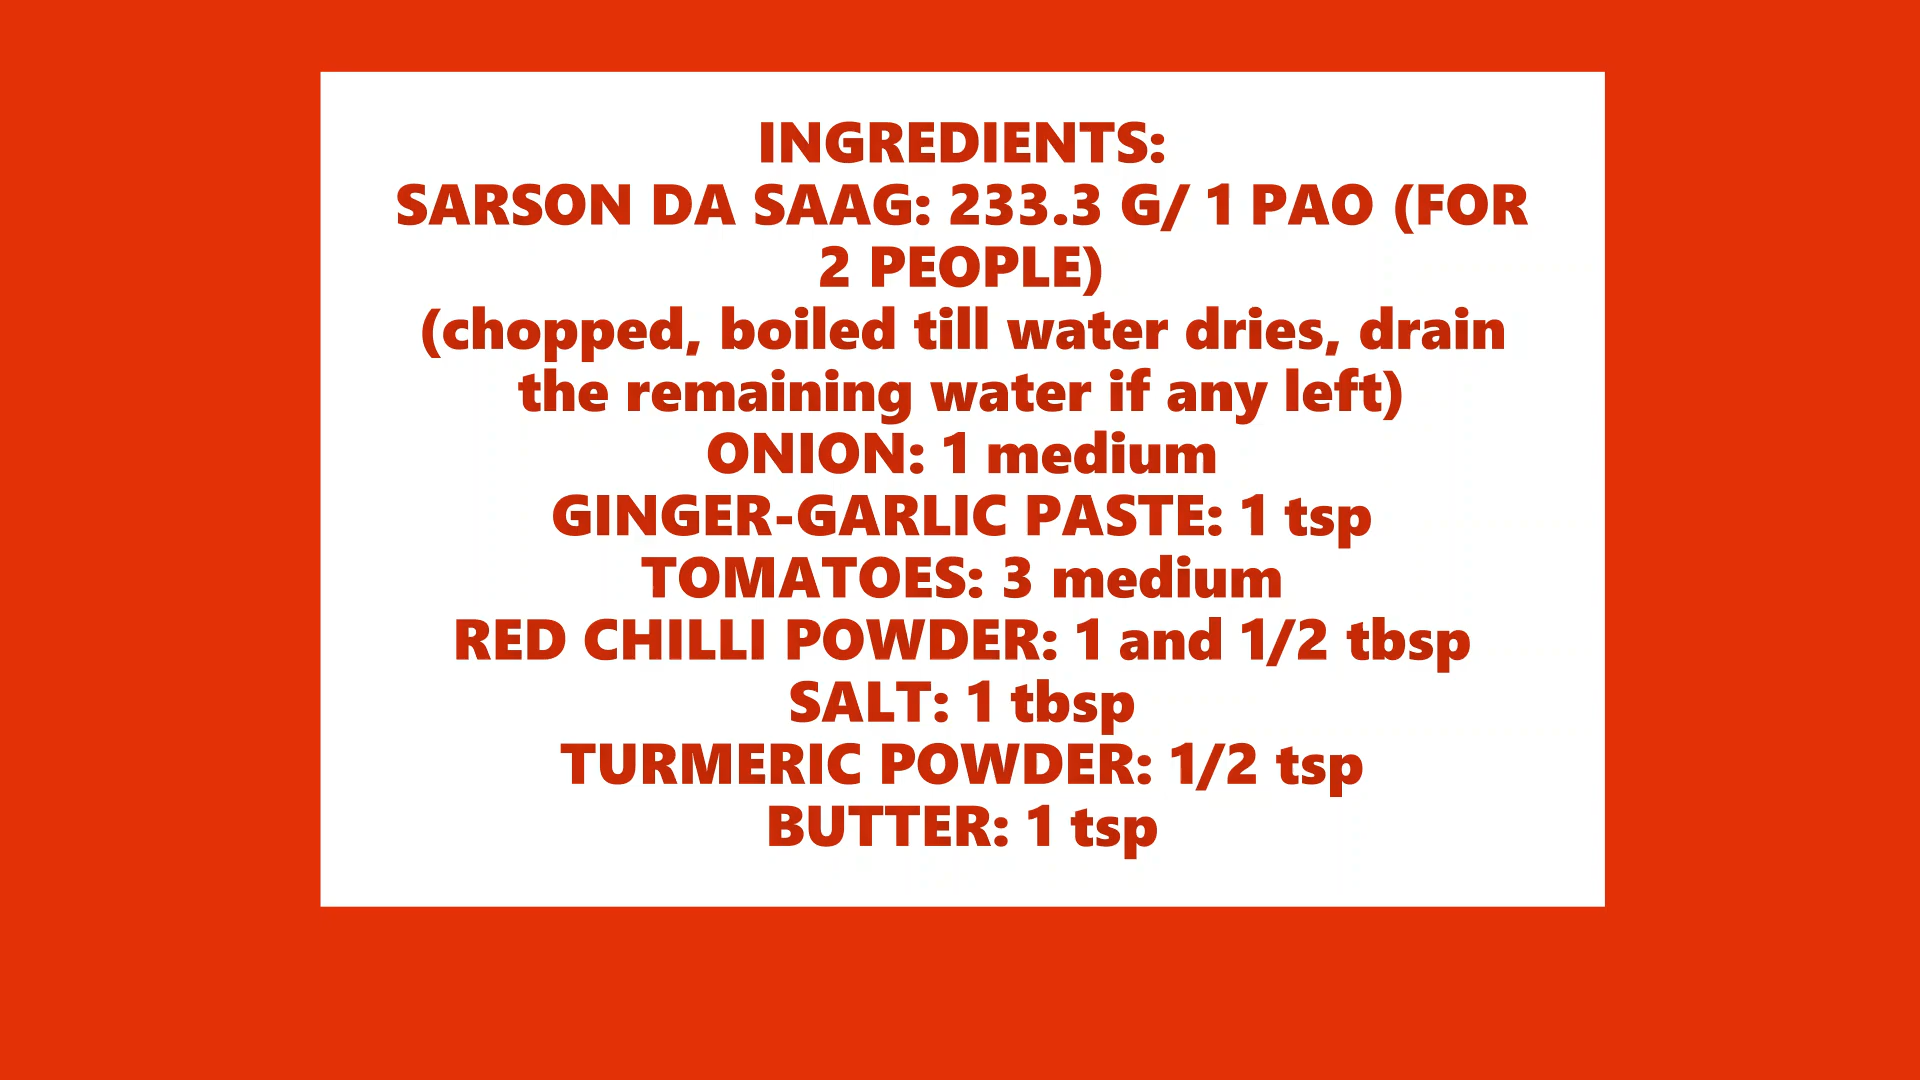 INGREDIENTS:
SARSON DA SAAG: 233.3 G/ 1 PAO (FOR
2 PEOPLE)
(chopped, boiled till water dries, drain
the remaining water if any left)
ONION: 1 medium
GINGER-GARLIC PASTE: 1 tsp
TOMATOES: 3 medium
RED CHILLI POWDER: 1 and 1/2 tbsp
SALT: 1 tbsp
TURMERIC POWDER: 1/2 tsp
BUTTER: 1 tsp